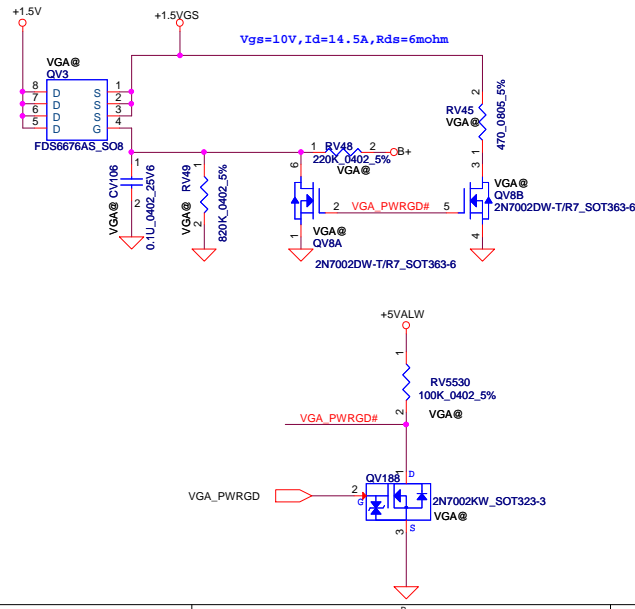 +1.5V
+1.5VGS
Vgs=10V,Id=14.5A,Rds=6mohm
VGA@
QV3
8 D S 1
7 D S 2
6 D S 3
5 D G 4
FDS6676AS_SO8
1
2
VGA@ CV106
0.1U_0402_25V6
1
2
VGA@ RV49
820K_0402_5%
1 RV48 2
220K_0402_5%
VGA@
B+
6
2
1
VGA@
QV8A
2N7002DW-T/R7_SOT363-6
VGA_PWRGD#
2
RV45
VGA@
470_0805_5%
1
3
5
4
VGA@
QV8B
2N7002DW-T/R7_SOT363-6
+5VALW
1
RV5530
100K_0402_5%
2
VGA@
VGA_PWRGD#
QV188
1 D
VGA_PWRGD
2
G
2N7002KW_SOT323-3
VGA@
3 S